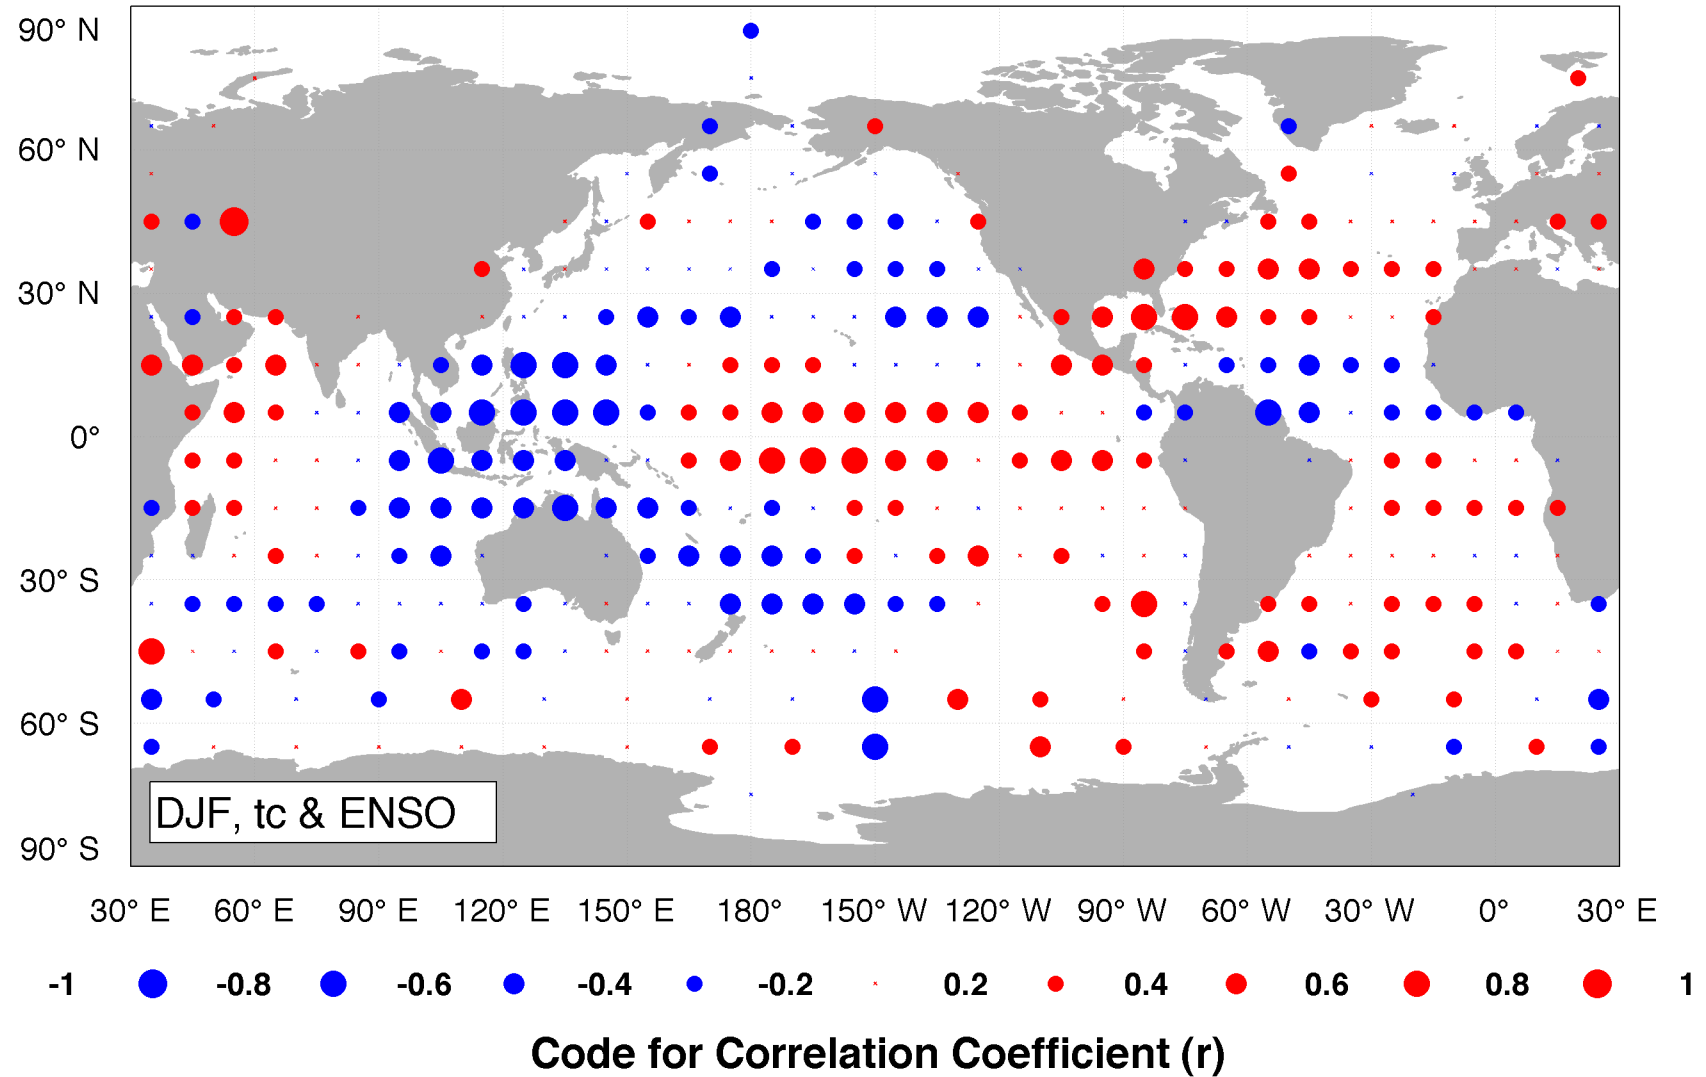 90° N
60° N
30° N
0°
30° S
60° S
90° S
DJF, tc & ENSO
30° E 60° E 90° E 120° E 150° E 180° 150° W 120° W 90° W 60° W 30° W 0° 30° E
-1 -0.8 -0.6 -0.4 -0.2 0.2 0.4 0.6 0.8 1
Code for Correlation Coefficient (r)